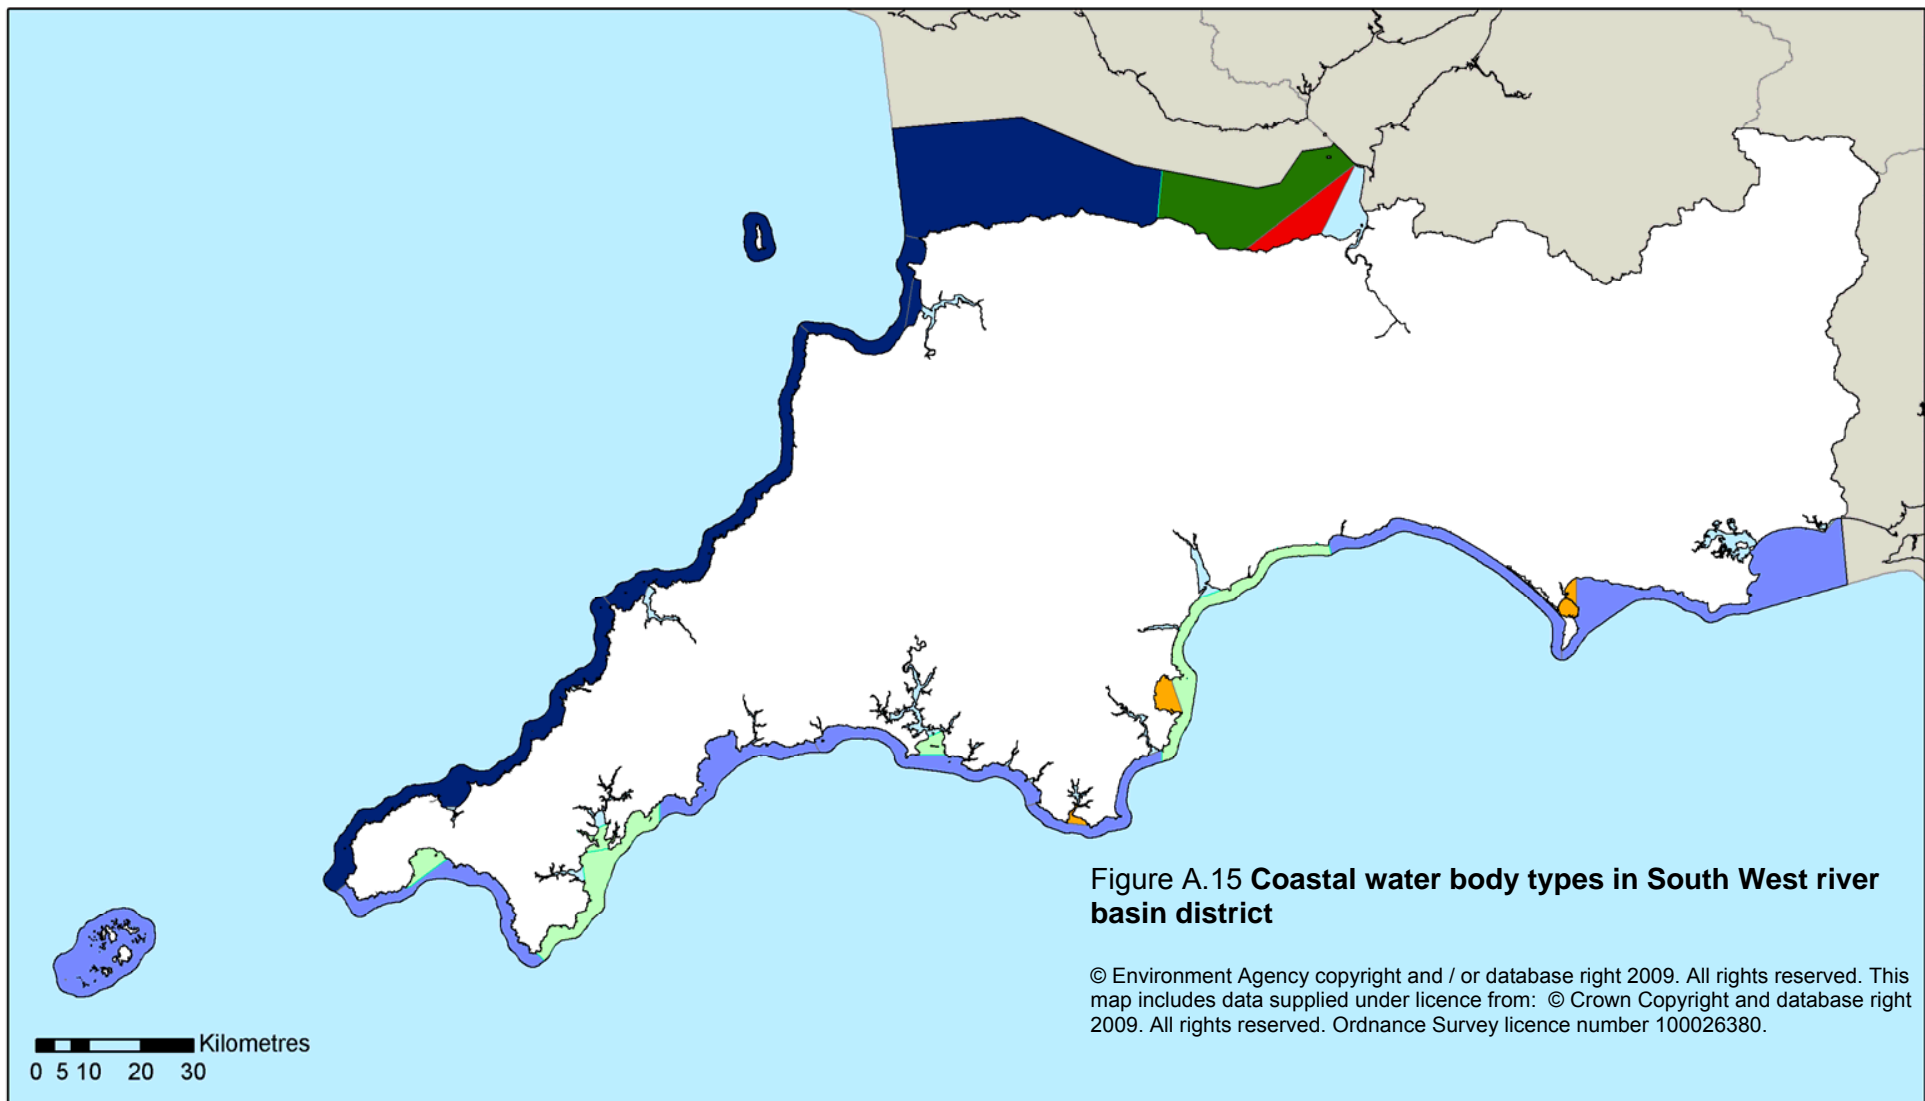 Figure A.15 Coastal water body types in South West river
basin district
© Environment Agency copyright and / or database right 2009. All rights reserved. This
map includes data supplied under licence from: © Crown Copyright and database right
2009. All rights reserved. Ordnance Survey licence number 100026380.
Kilometres
0 5 10 20 30